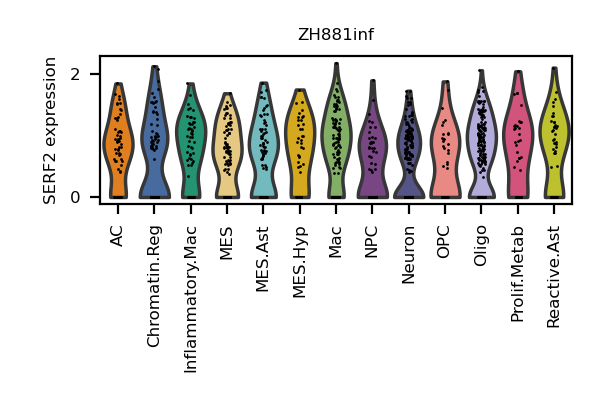 ZH881inf
SERF2 expression
2
0
AC
Chromatin.Reg
Inflammatory.Mac
MES
MES.Ast
MES.Hyp
Mac
NPC
Neuron
OPC
Oligo
Prolif.Metab
Reactive.Ast